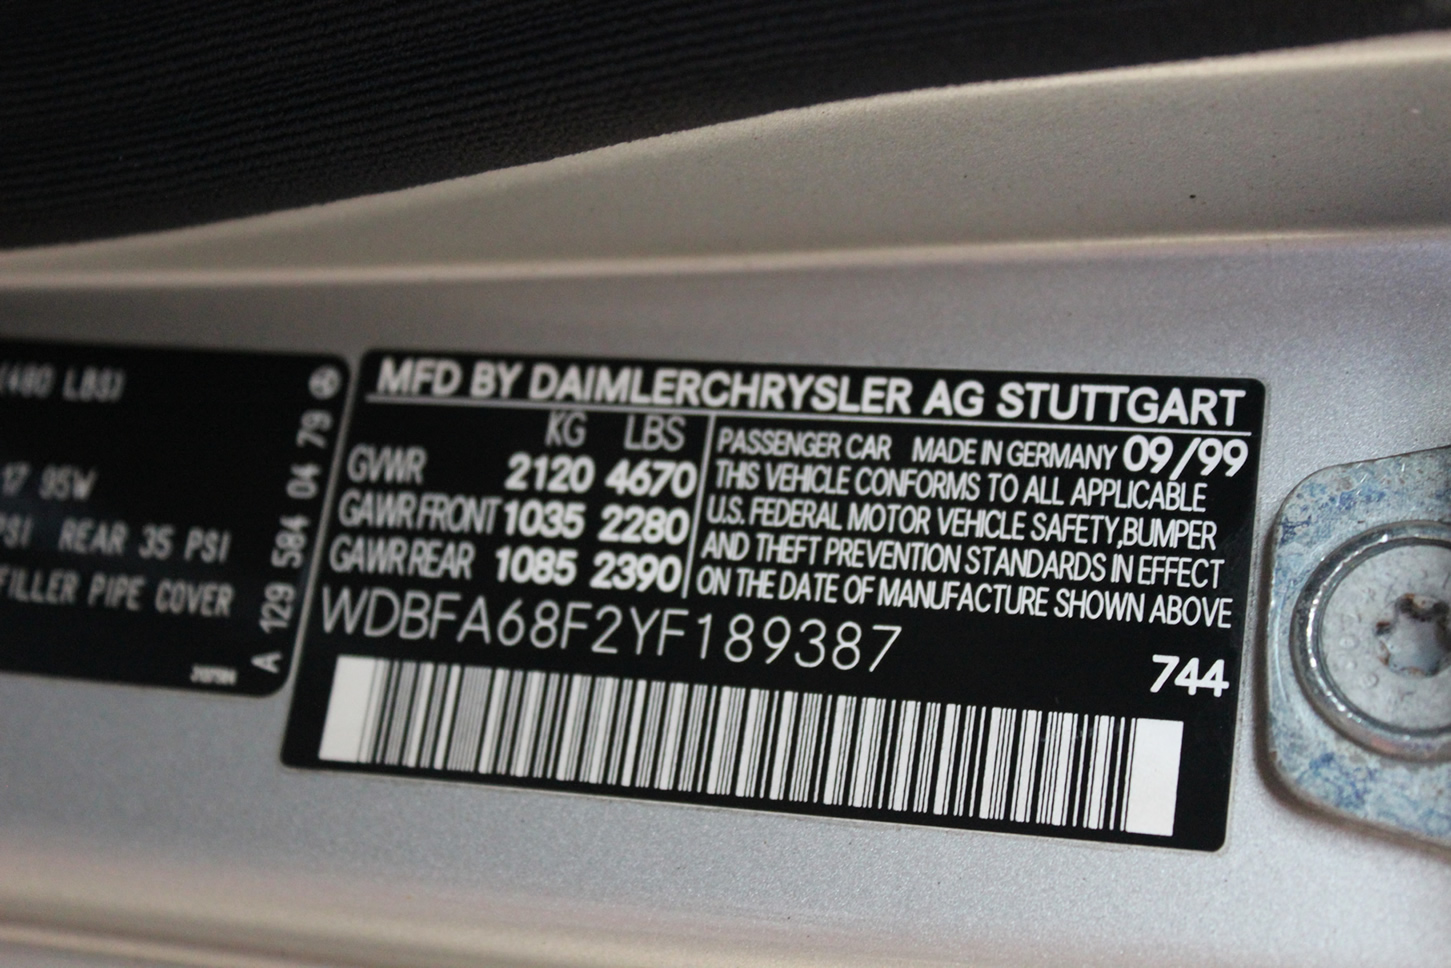 (480 LBS)
17 95W
PSI REAR 35 PSI
FILLER PIPE COVER
A 129 584 04 79
MFD BY DAIMLERCHRYSLER AG STUTTGART
KG LBS
GVWR 2120 4670
GAWR FRONT 1035 2280
GAWR REAR 1085 2390
PASSENGER CAR MADE IN GERMANY 09/99
THIS VEHICLE CONFORMS TO ALL APPLICABLE
U.S. FEDERAL MOTOR VEHICLE SAFETY,BUMPER
AND THEFT PREVENTION STANDARDS IN EFFECT
ON THE DATE OF MANUFACTURE SHOWN ABOVE
WDBFA68F2YF189387
744